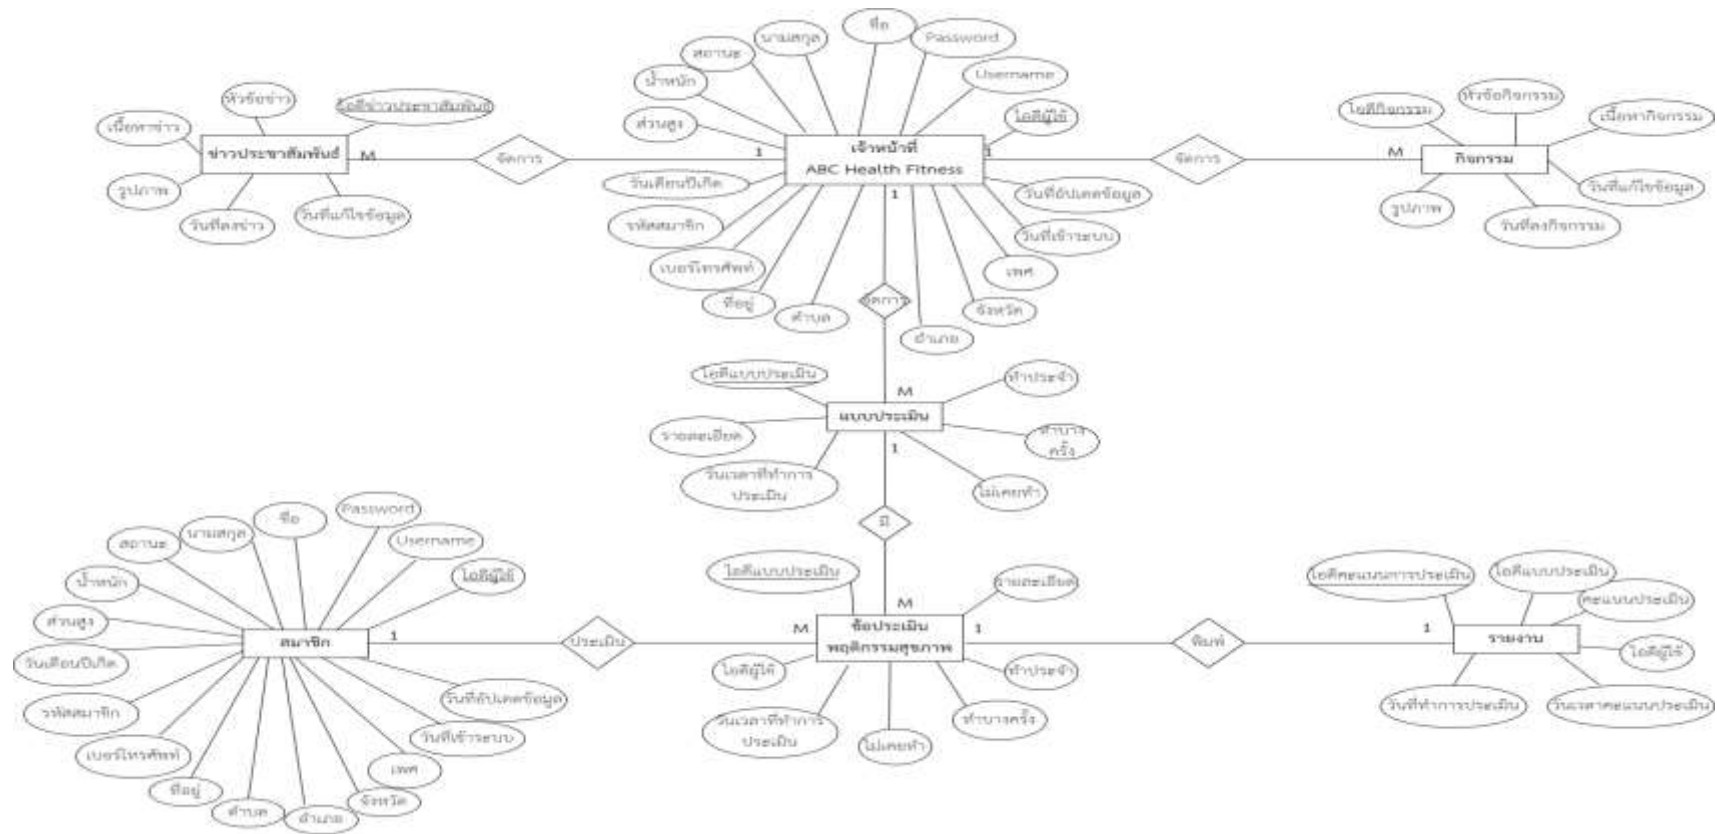 ชื่อ
นามสกุล
Password
สถานะ
Username
น้ำหนัก
ไอดีผู้ใช้
ส่วนสูง
หัวข้อข่าว
ไอดีข่าวประชาสัมพันธ์
เนื้อหาข่าว
ข่าวประชาสัมพันธ์
M
จัดการ
1
เจ้าหน้าที่
ABC Health Fitness
1
จัดการ
M
กิจกรรม
ไอดีกิจกรรม
หัวข้อกิจกรรม
เนื้อหากิจกรรม
รูปภาพ
วันที่ลงข่าว
วันที่แก้ไขข้อมูล
วันเดือนปีเกิด
1
วันที่อัปเดตข้อมูล
วันที่แก้ไขข้อมูล
รูปภาพ
วันที่ลงกิจกรรม
รหัสสมาชิก
วันที่เข้าระบบ
เบอร์โทรศัพท์
เพศ
ที่อยู่
จัดการ
จังหวัด
ตำบล
อำเภอ
ไอดีแบบประเมิน
ทำประจำ
M
แบบประเมิน
รายละเอียด
1
ทำบาง
ครั้ง
วันเวลาที่ทำการ
ประเมิน
ไม่เคยทำ
มี
ชื่อ
Password
นามสกุล
สถานะ
Username
น้ำหนัก
ไอดีผู้ใช้
ส่วนสูง
สมาชิก
1
ประเมิน
M
ไอดีแบบประเมิน
รายละเอียด
M
ข้อประเมิน
พฤติกรรมสุขภาพ
1
พิมพ์
1
รายงาน
ไอดีคะแนนการประเมิน
ไอดีแบบประเมิน
คะแนนประเมิน
ไอดีผู้ใช้
วันที่ทำการประเมิน
วันเวลาคะแนนประเมิน
ไอดีผู้ใช้
ทำประจำ
วันเวลาที่ทำการ
ประเมิน
ไม่เคยทำ
ทำบางครั้ง
วันเดือนปีเกิด
วันที่อัปเดตข้อมูล
รหัสสมาชิก
วันที่เข้าระบบ
เบอร์โทรศัพท์
เพศ
ที่อยู่
จังหวัด
ตำบล
อำเภอ